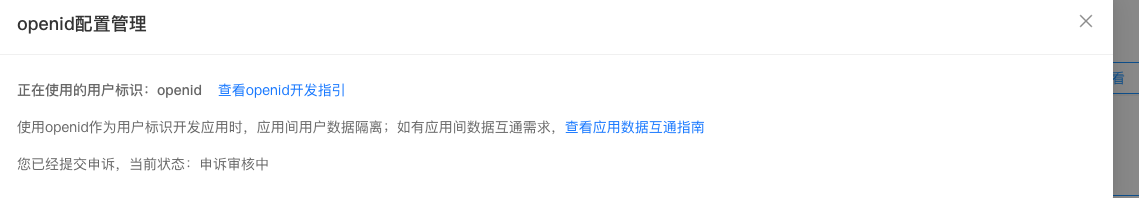 openid配置管理
正在使用的用户标识：openid 查看openid开发指引
看
使用openid作为用户标识开发应用时，应用间用户数据隔离；如有应用间数据互通需求，查看应用数据互通指南
您已经提交申诉，当前状态：申诉审核中